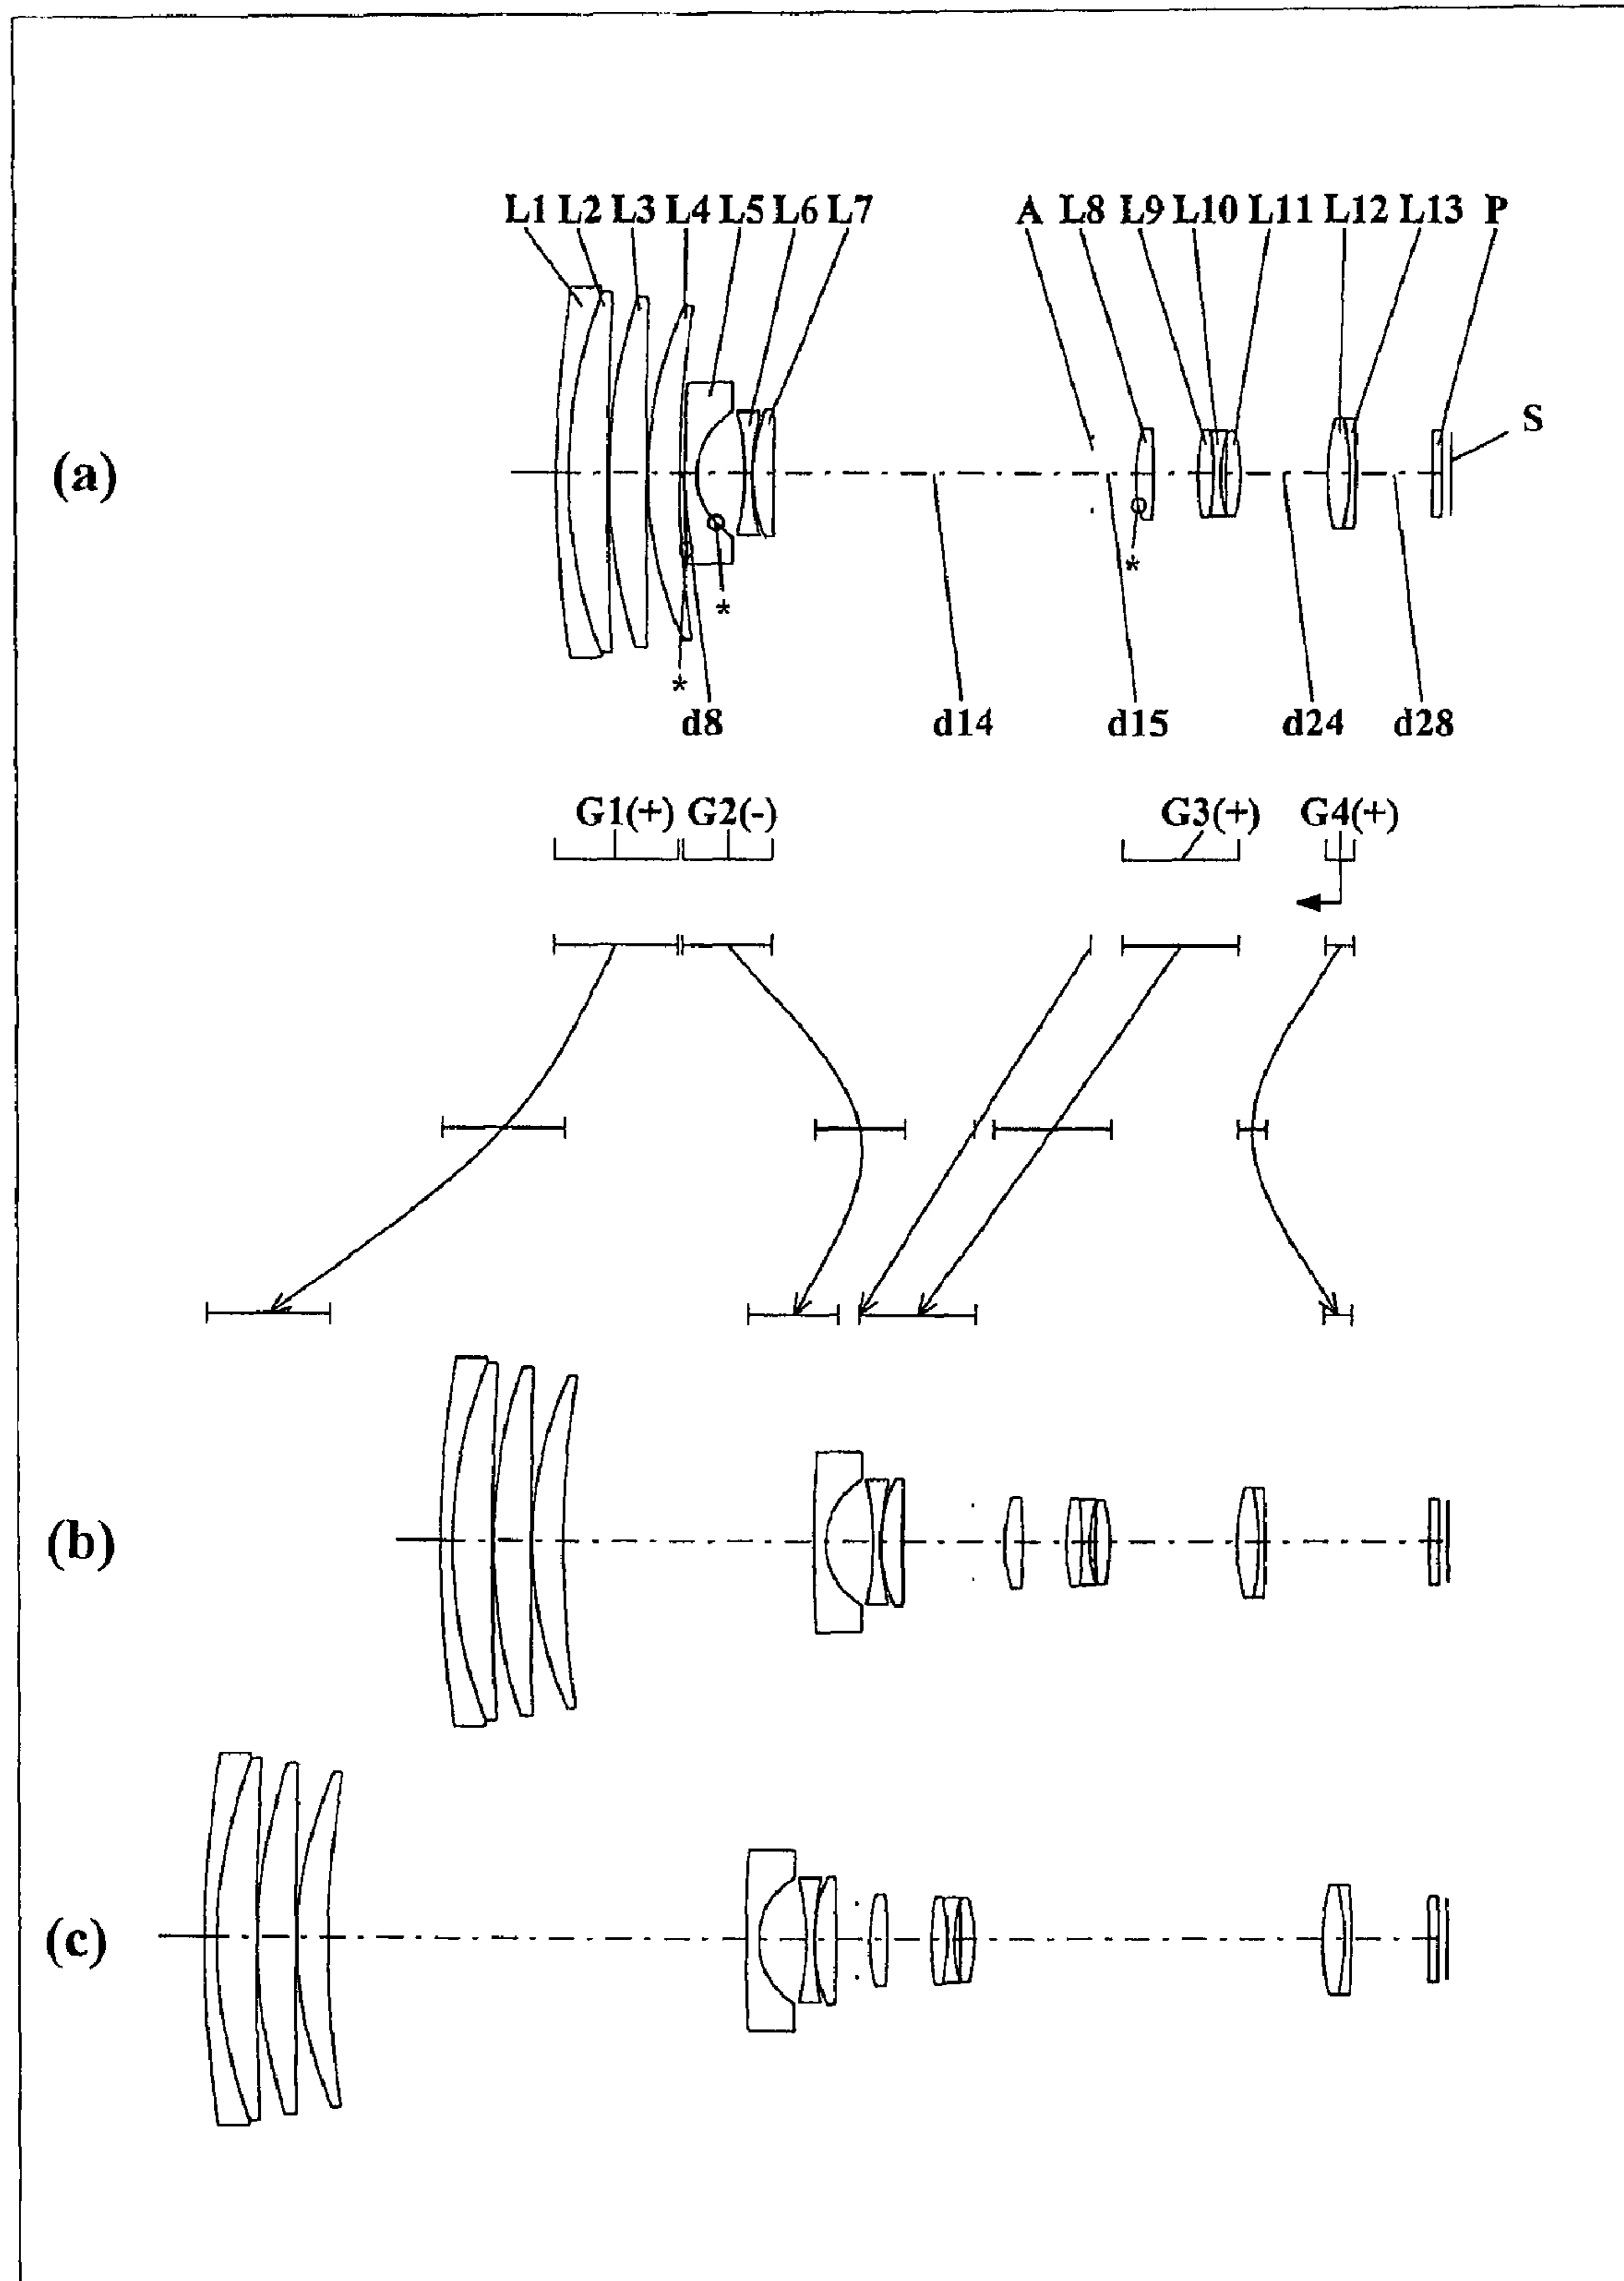 L1 L2 L3 L4 L5 L6 L7 A L8 L9 L10 L11 L12 L13 P
S
(a)
*
*
*
d8 d14 d15 d24 d28
G1(+) G2(-) G3(+) G4(+)
(b)
(c)